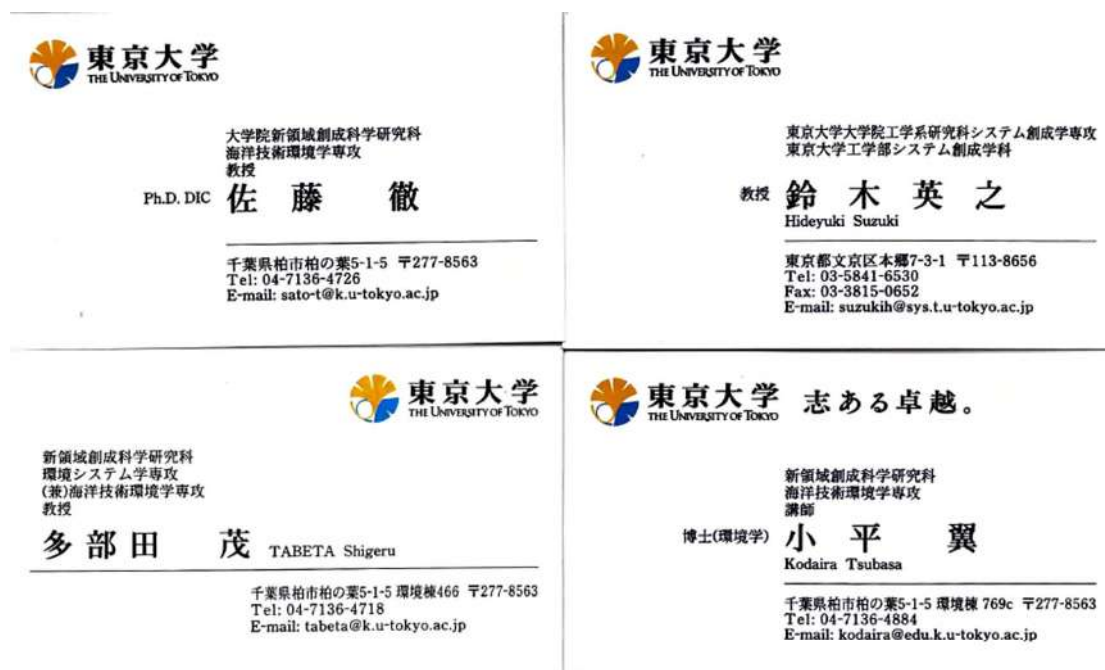 東京大学
THE UNIVERSITY OF TOKYO
大学院新領域創成科学研究科
海洋技術環境学専攻
教授
Ph.D. DIC 佐藤 徹
千葉県柏市柏の葉5-1-5 〒277-8563
Tel: 04-7136-4726
E-mail: sato-t@k.u-tokyo.ac.jp
東京大学
THE UNIVERSITY OF TOKYO
東京大学大学院工学系研究科システム創成学専攻
東京大学工学部システム創成学科
教授 鈴木英之
Hideyuki Suzuki
東京都文京区本郷7-3-1 〒113-8656
Tel: 03-5841-6530
Fax: 03-3815-0652
E-mail: suzukih@sys.t.u-tokyo.ac.jp
東京大学
THE UNIVERSITY OF TOKYO
新領域創成科学研究科
環境システム学専攻
(兼)海洋技術環境学専攻
教授
多部田 茂 TABETA Shigeru
千葉県柏市柏の葉5-1-5 環境棟466 〒277-8563
Tel: 04-7136-4718
E-mail: tabeta@k.u-tokyo.ac.jp
東京大学 志ある卓越。
THE UNIVERSITY OF TOKYO
新領域創成科学研究科
海洋技術環境学専攻
講師
博士(環境学) 小平 翼
Kodaira Tsubasa
千葉県柏市柏の葉5-1-5 環境棟 769c 〒277-8563
Tel: 04-7136-4884
E-mail: kodaira@edu.k.u-tokyo.ac.jp